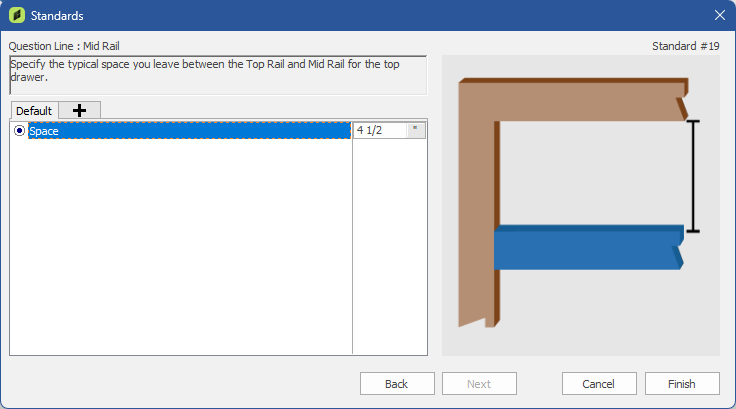 Standards
Question Line : Mid Rail
Standard #19
Specify the typical space you leave between the Top Rail and Mid Rail for the top
drawer.
Default
Space
4 1/2 "
Back
Next
Cancel
Finish